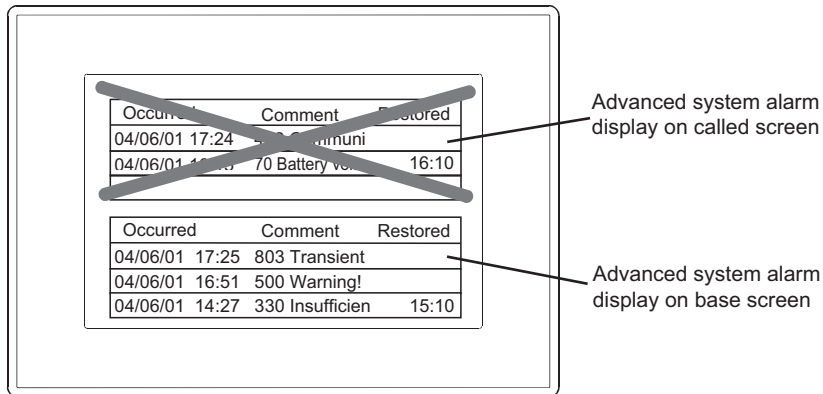 Comment
04/06/01 17:24
04/06/01 70 Battery 16:10
Occurred Comment Restored
04/06/01 17:25 803 Transient
04/06/01 16:51 500 Warning!
04/06/01 14:27 330 Insufficien 15:10
Advanced system alarm
display on called screen
Advanced system alarm
display on base screen